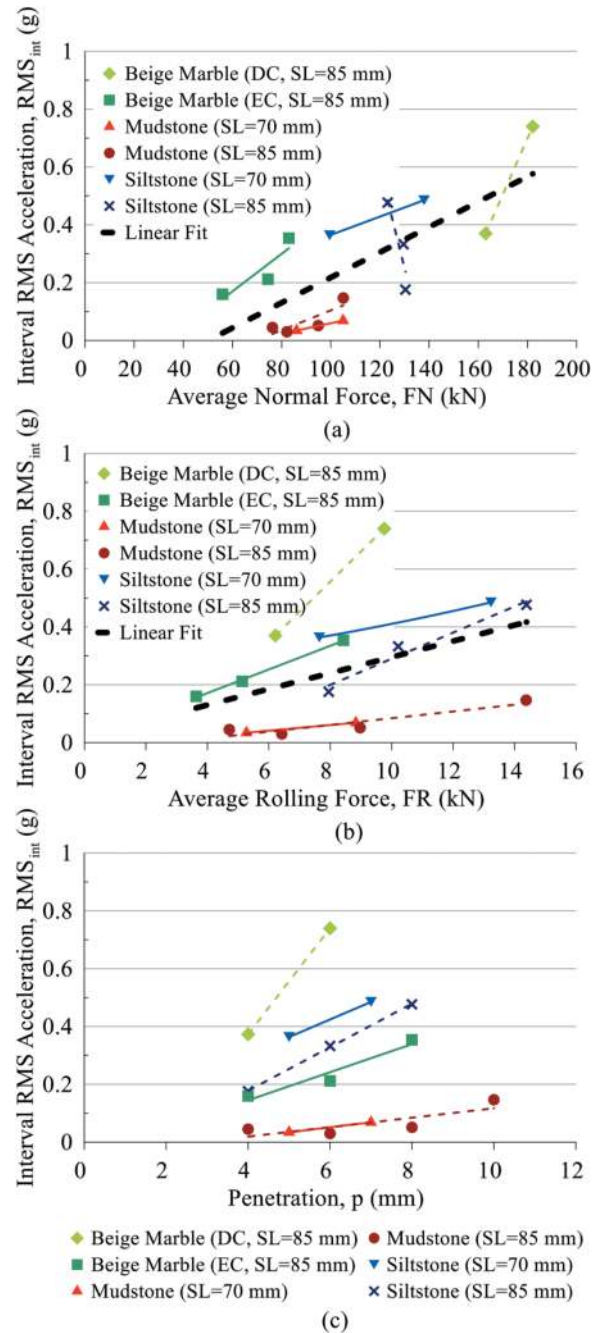 Interval RMS Acceleration, RMSint (g)
1
0.8
0.6
0.4
0.2
0
Beige Marble (DC, SL=85 mm)
Beige Marble (EC, SL=85 mm)
Mudstone (SL=70 mm)
Mudstone (SL=85 mm)
Siltstone (SL=70 mm)
Siltstone (SL=85 mm)
Linear Fit
0 20 40 60 80 100 120 140 160 180 200
Average Normal Force, FN (kN)
(a)
Interval RMS Acceleration, RMSint (g)
1
0.8
0.6
0.4
0.2
0
Beige Marble (DC, SL=85 mm)
Beige Marble (EC, SL=85 mm)
Mudstone (SL=70 mm)
Mudstone (SL=85 mm)
Siltstone (SL=70 mm)
Siltstone (SL=85 mm)
Linear Fit
0 2 4 6 8 10 12 14 16
Average Rolling Force, FR (kN)
(b)
Interval RMS Acceleration, RMSint (g)
1
0.8
0.6
0.4
0.2
0
0 2 4 6 8 10 12
Penetration, p (mm)
Beige Marble (DC, SL=85 mm) Mudstone (SL=85 mm)
Beige Marble (EC, SL=85 mm) Siltstone (SL=70 mm)
Mudstone (SL=70 mm) Siltstone (SL=85 mm)
(c)